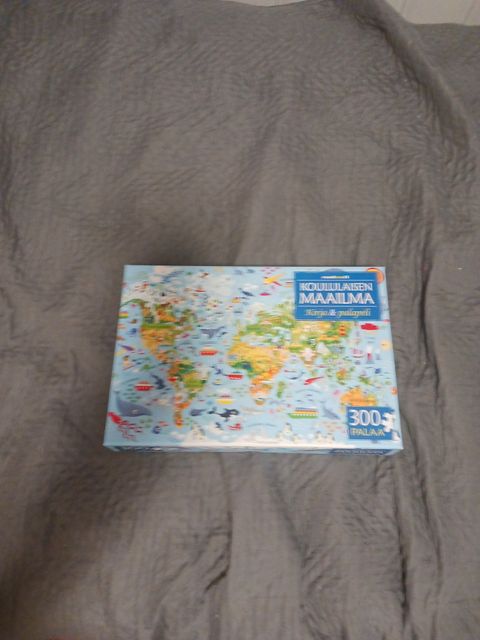 KOULULAISEN
MAAILMA
Kirja & palapeli
300
PALAA